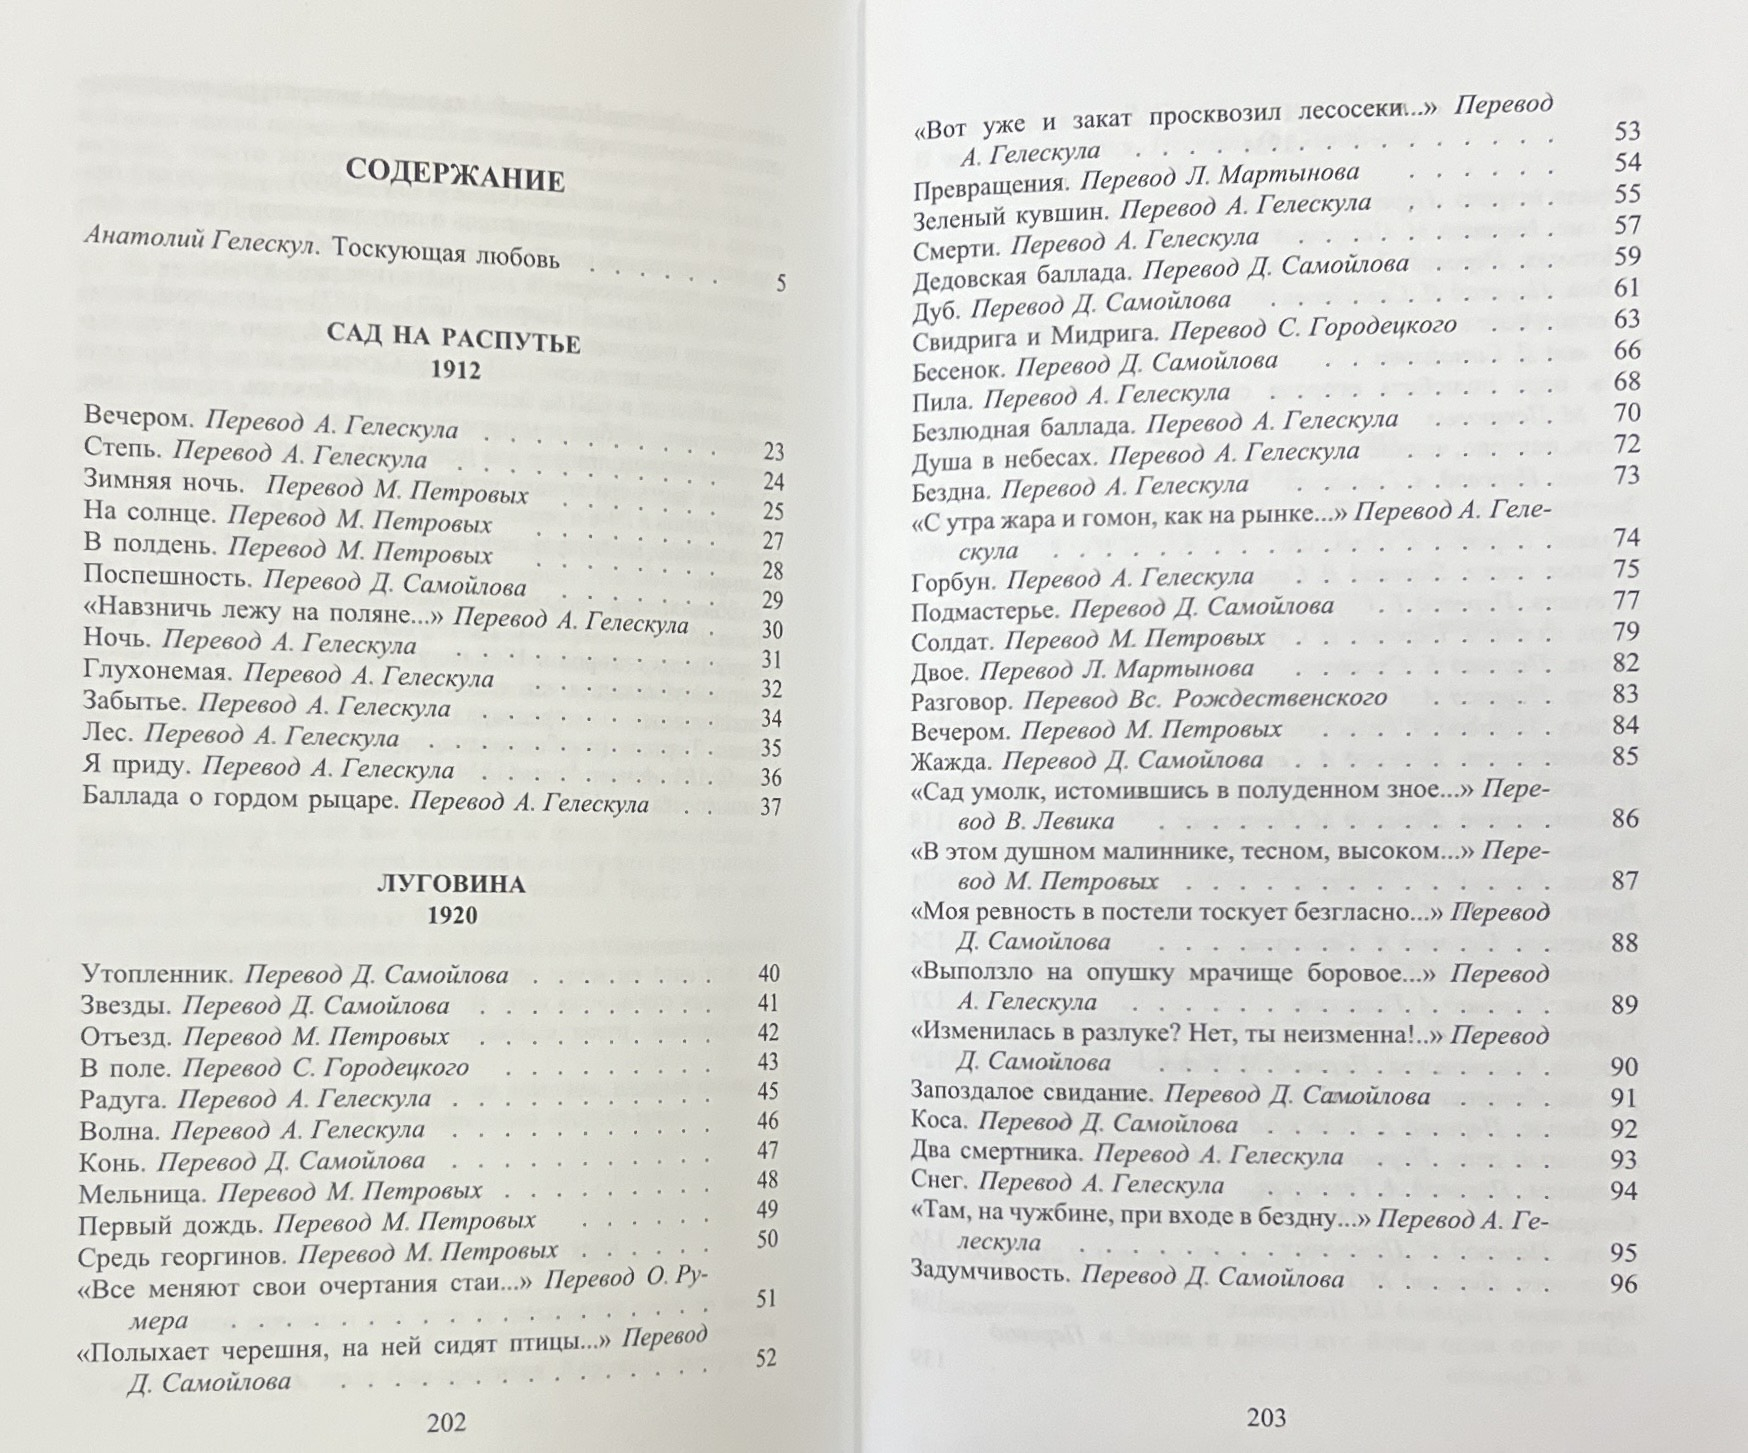 СОДЕРЖАНИЕ
Анатолий Гелескул. Тоскующая любовь . . . . . . 5
САД НА РАСПУТЬЕ
1912
Вечером. Перевод А. Гелескула . . . . . . . . . 23
Степь. Перевод А. Гелескула . . . . . . . . . . 24
Зимняя ночь. Перевод М. Петровых . . . . . . 25
На солнце. Перевод М. Петровых . . . . . . . 27
В полдень. Перевод М. Петровых . . . . . . . 28
Поспешность. Перевод Д. Самойлова . . . . . . 29
«Навзничь лежу на поляне...» Перевод А. Гелескула . 30
Ночь. Перевод А. Гелескула . . . . . . . . . . 31
Глухонемая. Перевод А. Гелескула . . . . . . . 32
Забытье. Перевод А. Гелескула . . . . . . . . . 34
Лес. Перевод А. Гелескула . . . . . . . . . . . 35
Я приду. Перевод А. Гелескула . . . . . . . . . 36
Баллада о гордом рыцаре. Перевод А. Гелескула . . 37
ЛУГОВИНА
1920
Утопленник. Перевод Д. Самойлова . . . . . . . 40
Звезды. Перевод Д. Самойлова . . . . . . . . . 41
Отъезд. Перевод М. Петровых . . . . . . . . . 42
В поле. Перевод С. Городецкого . . . . . . . . 43
Радуга. Перевод А. Гелескула . . . . . . . . . . 45
Волна. Перевод А. Гелескула . . . . . . . . . . 46
Конь. Перевод Д. Самойлова . . . . . . . . . . 47
Мельница. Перевод М. Петровых . . . . . . . . 48
Первый дождь. Перевод М. Петровых . . . . . . 49
Средь георгинов. Перевод М. Петровых . . . . . . 50
«Все меняют свои очертания стаи...» Перевод О. Ру-
мера . . . . . . . . . . . . . . . . . . 51
«Полыхает черешня, на ней сидят птицы...» Перевод
Д. Самойлова . . . . . . . . . . . . . . 52
202
«Вот уже и закат просквозил лесосеки...» Перевод
А. Гелескула . . . . . . . . . . . . . . . . 53
Превращения. Перевод Л. Мартынова . . . . . . 54
Зеленый кувшин. Перевод А. Гелескула . . . . . . 55
Смерти. Перевод А. Гелескула . . . . . . . . . . 57
Дедовская баллада. Перевод Д. Самойлова . . . . . 59
Дуб. Перевод Д. Самойлова . . . . . . . . . . . 61
Свидрига и Мидрига. Перевод С. Городецкого . . . 63
Бесенок. Перевод Д. Самойлова . . . . . . . . . 66
Пила. Перевод А. Гелескула . . . . . . . . . . . 68
Безлюдная баллада. Перевод А. Гелескула . . . . . 70
Душа в небесах. Перевод А. Гелескула . . . . . . 72
Бездна. Перевод А. Гелескула . . . . . . . . . . 73
«С утра жара и гомон, как на рынке...» Перевод А. Геле-
скула . . . . . . . . . . . . . . . . . . . 74
Горбун. Перевод А. Гелескула . . . . . . . . . . 75
Подмастерье. Перевод Д. Самойлова . . . . . . . 77
Солдат. Перевод М. Петровых . . . . . . . . . . 79
Двое. Перевод Л. Мартынова . . . . . . . . . . 82
Разговор. Перевод Вс. Рождественского . . . . . 83
Вечером. Перевод М. Петровых . . . . . . . . . 84
Жажда. Перевод Д. Самойлова . . . . . . . . . . 85
«Сад умолк, истомившись в полуденном зное...» Пере-
вод В. Левика . . . . . . . . . . . . . . . 86
«В этом душном малиннике, тесном, высоком...» Пере-
вод М. Петровых . . . . . . . . . . . . . . 87
«Моя ревность в постели тоскует безгласно...» Перевод
Д. Самойлова . . . . . . . . . . . . . . . 88
«Выползло на опушку мрачище боровое...» Перевод
А. Гелескула . . . . . . . . . . . . . . . . 89
«Изменилась в разлуке? Нет, ты неизменна!..» Перевод
Д. Самойлова . . . . . . . . . . . . . . . 90
Запоздалое свидание. Перевод Д. Самойлова . . . . 91
Коса. Перевод Д. Самойлова . . . . . . . . . . . 92
Два смертника. Перевод А. Гелескула . . . . . . . 93
Снег. Перевод А. Гелескула . . . . . . . . . . . 94
«Там, на чужбине, при входе в бездну...» Перевод А. Ге-
лескула . . . . . . . . . . . . . . . . . . 95
Задумчивость. Перевод Д. Самойлова . . . . . . . 96
203